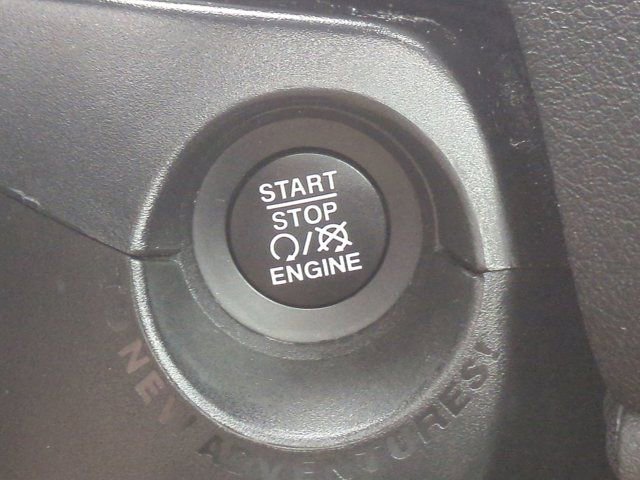 START
STOP
ENGINE
O NEW ADVENTURES!